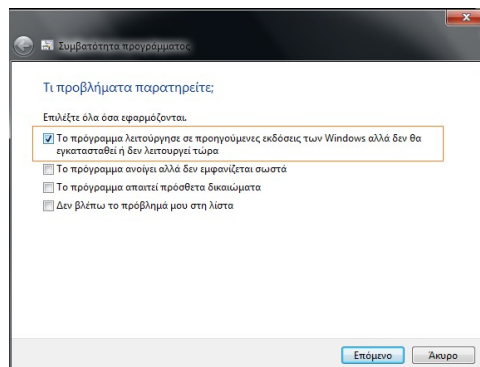 Συμβατότητα προγράμματος
Τι προβλήματα παρατηρείτε;
Επιλέξτε όλα όσα εφαρμόζονται.
Το πρόγραμμα λειτούργησε σε προηγούμενες εκδόσεις των Windows αλλά δεν θα
εγκατασταθεί ή δεν λειτουργεί τώρα
Το πρόγραμμα ανοίγει αλλά δεν εμφανίζεται σωστά
Το πρόγραμμα απαιτεί πρόσθετα δικαιώματα
Δεν βλέπω το πρόβλημά μου στη λίστα
Επόμενο Άκυρο